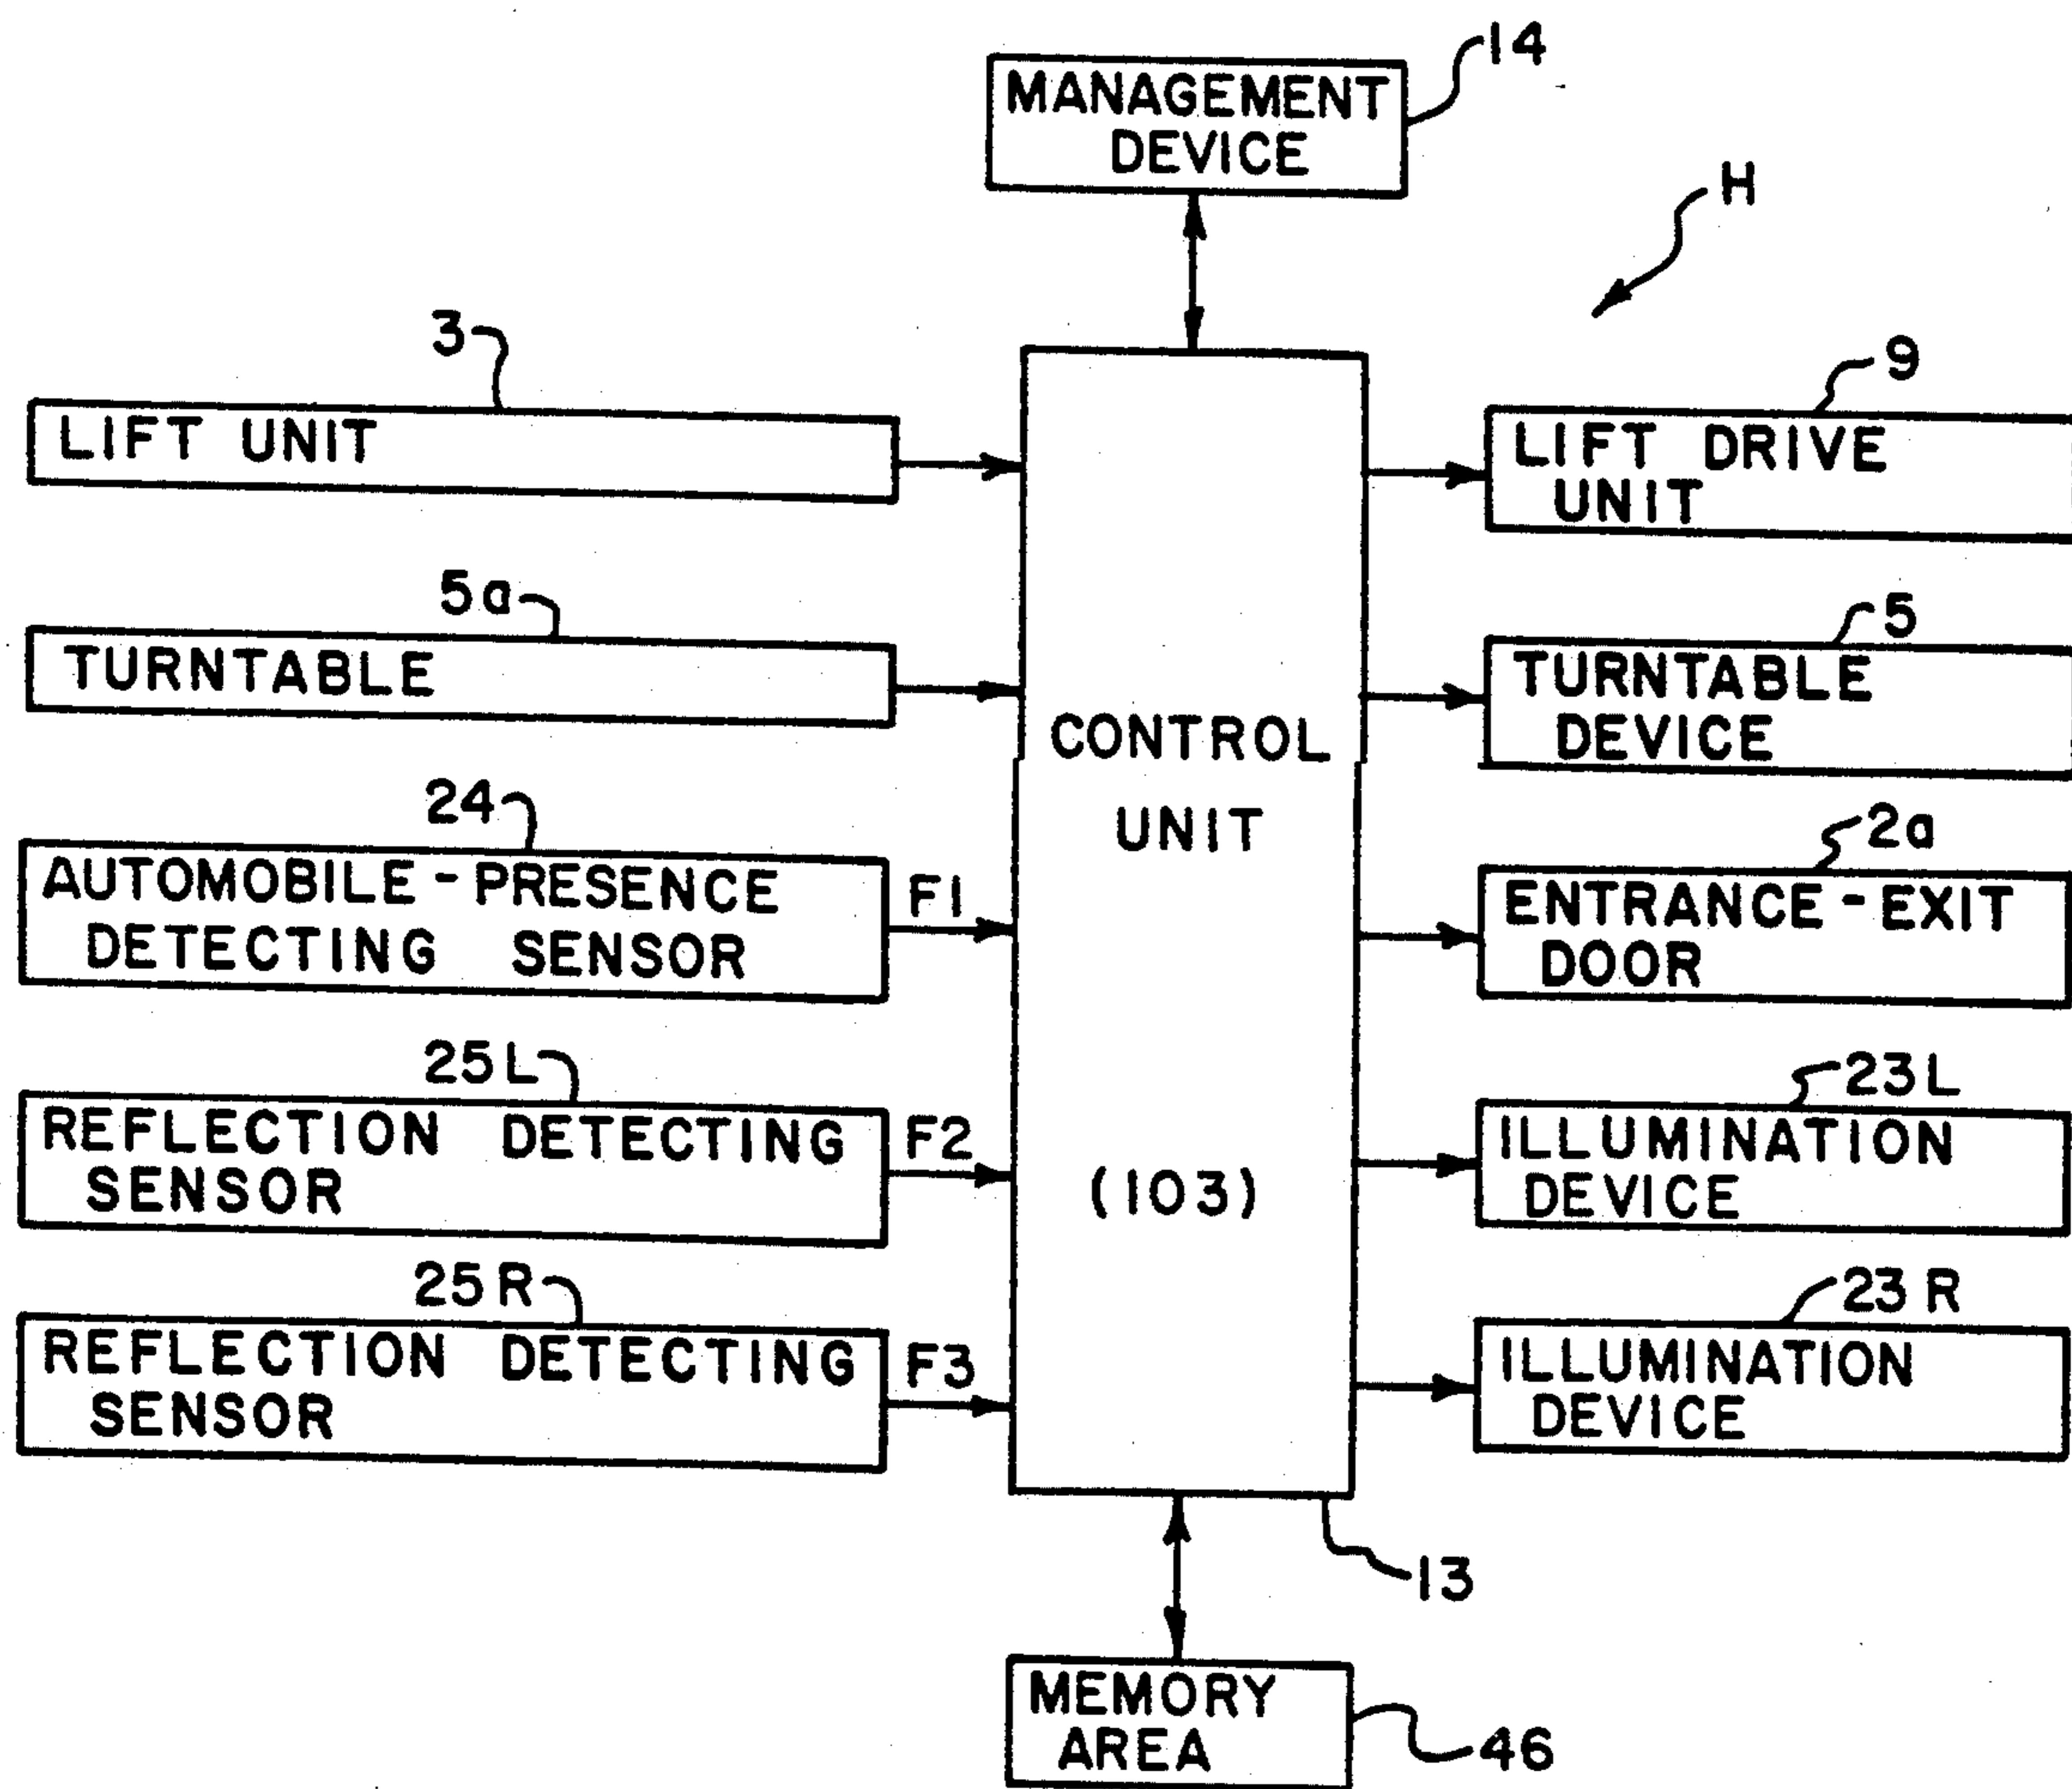 14
MANAGEMENT
DEVICE
H
3
LIFT UNIT
9
LIFT DRIVE
UNIT
5a
TURNTABLE
5
TURNTABLE
DEVICE
CONTROL
UNIT
(103)
24
AUTOMOBILE-PRESENCE
DETECTING SENSOR
F1
2a
ENTRANCE-EXIT
DOOR
25L
REFLECTION DETECTING
SENSOR
F2
23L
ILLUMINATION
DEVICE
25R
REFLECTION DETECTING
SENSOR
F3
23R
ILLUMINATION
DEVICE
13
MEMORY
AREA
46